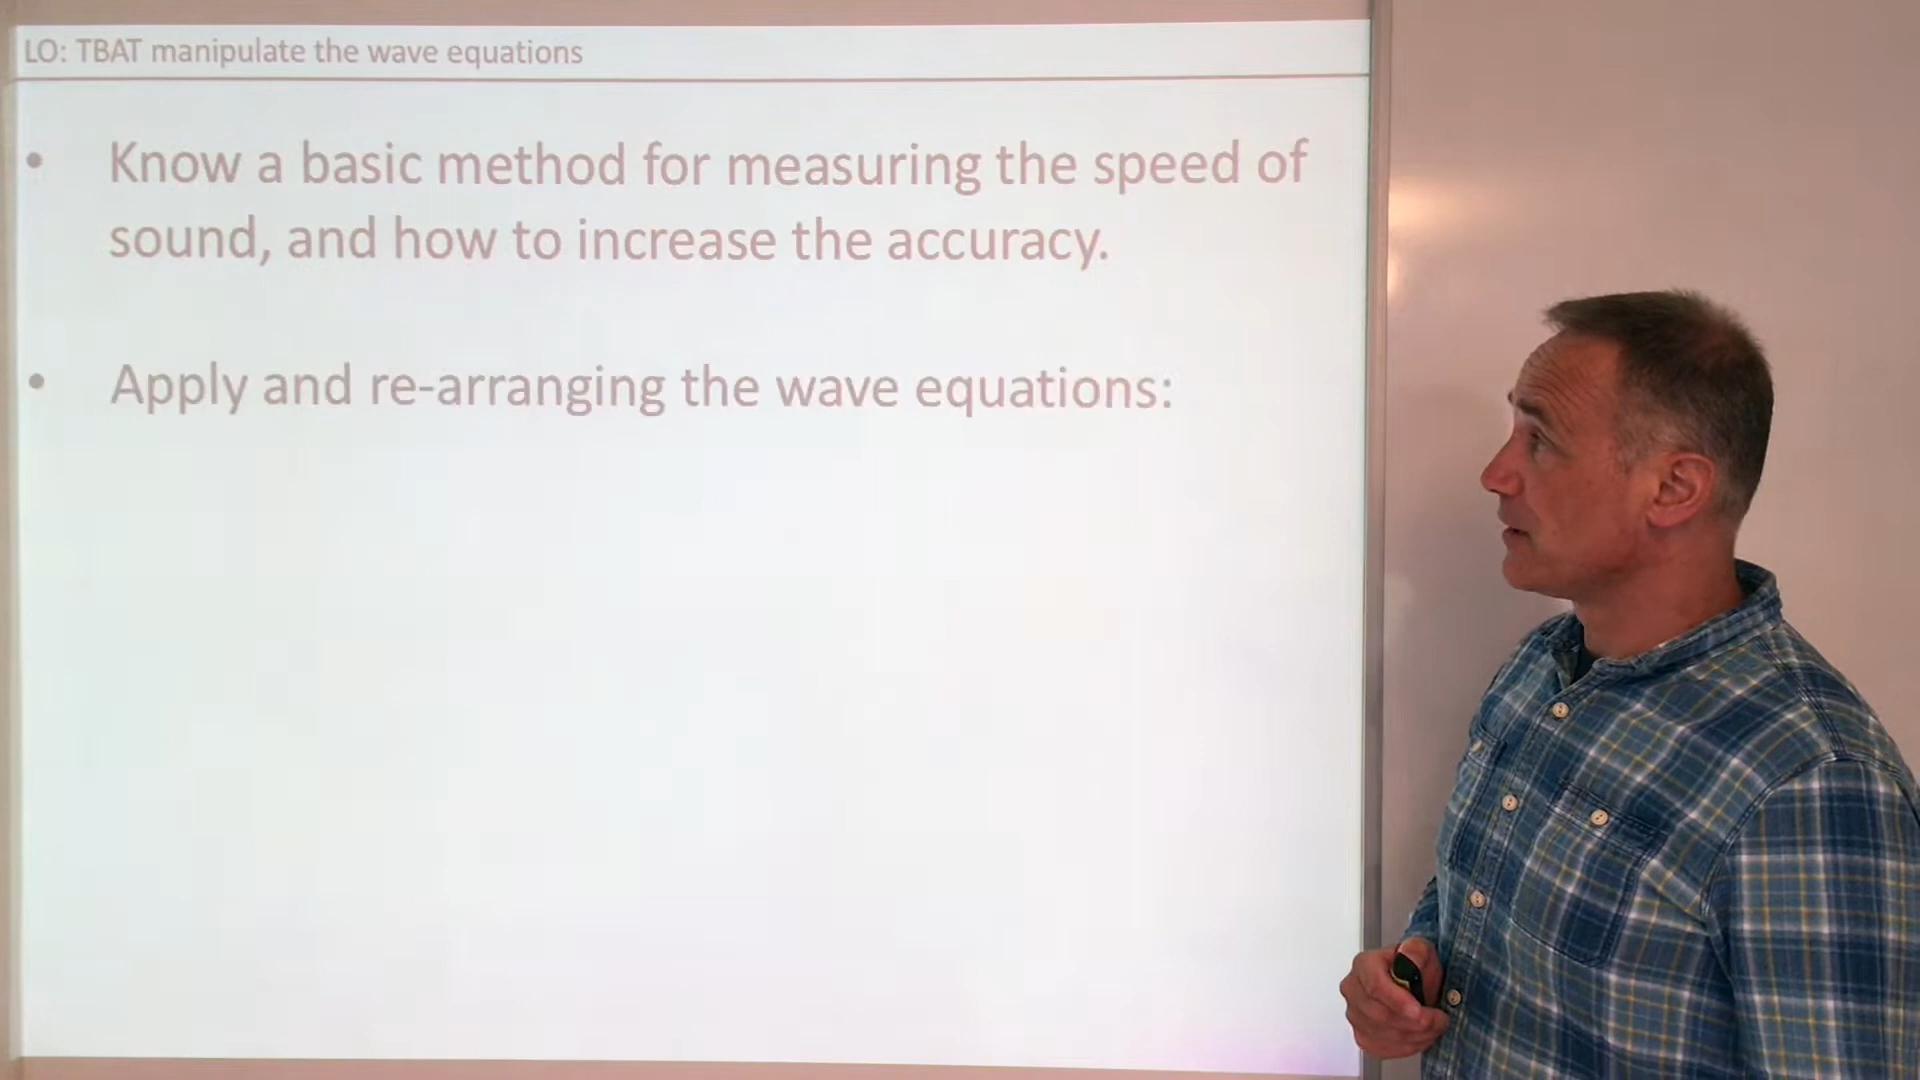 LO: TBAT manipulate the wave equations
• Know a basic method for measuring the speed of
sound, and how to increase the accuracy.
• Apply and re-arranging the wave equations: